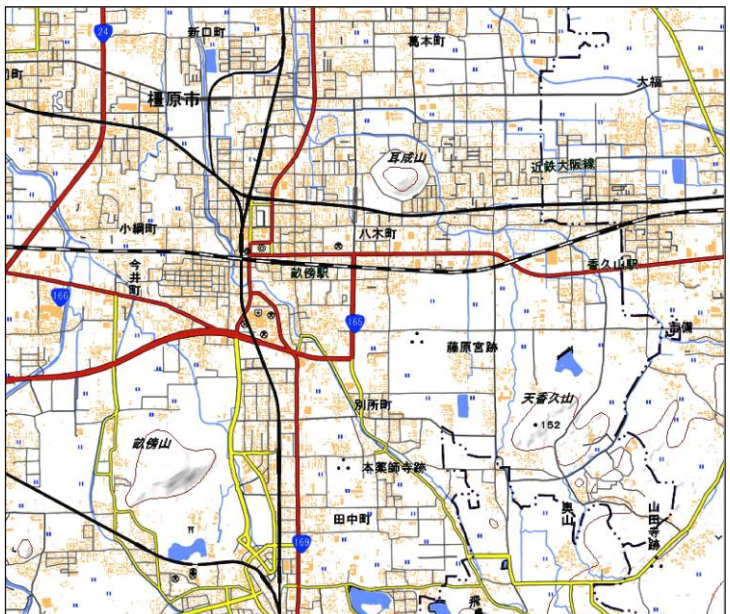 新口町
葛本町
24
大福
橿原市
耳成山
近鉄大阪線
小綱町
八木町
今井町
畝傍駅
香久山駅
166
165
藤原宮跡
天香久山
別所町
152
畝傍山
本薬師寺跡
田中町
奥山
山田寺跡
169
飛